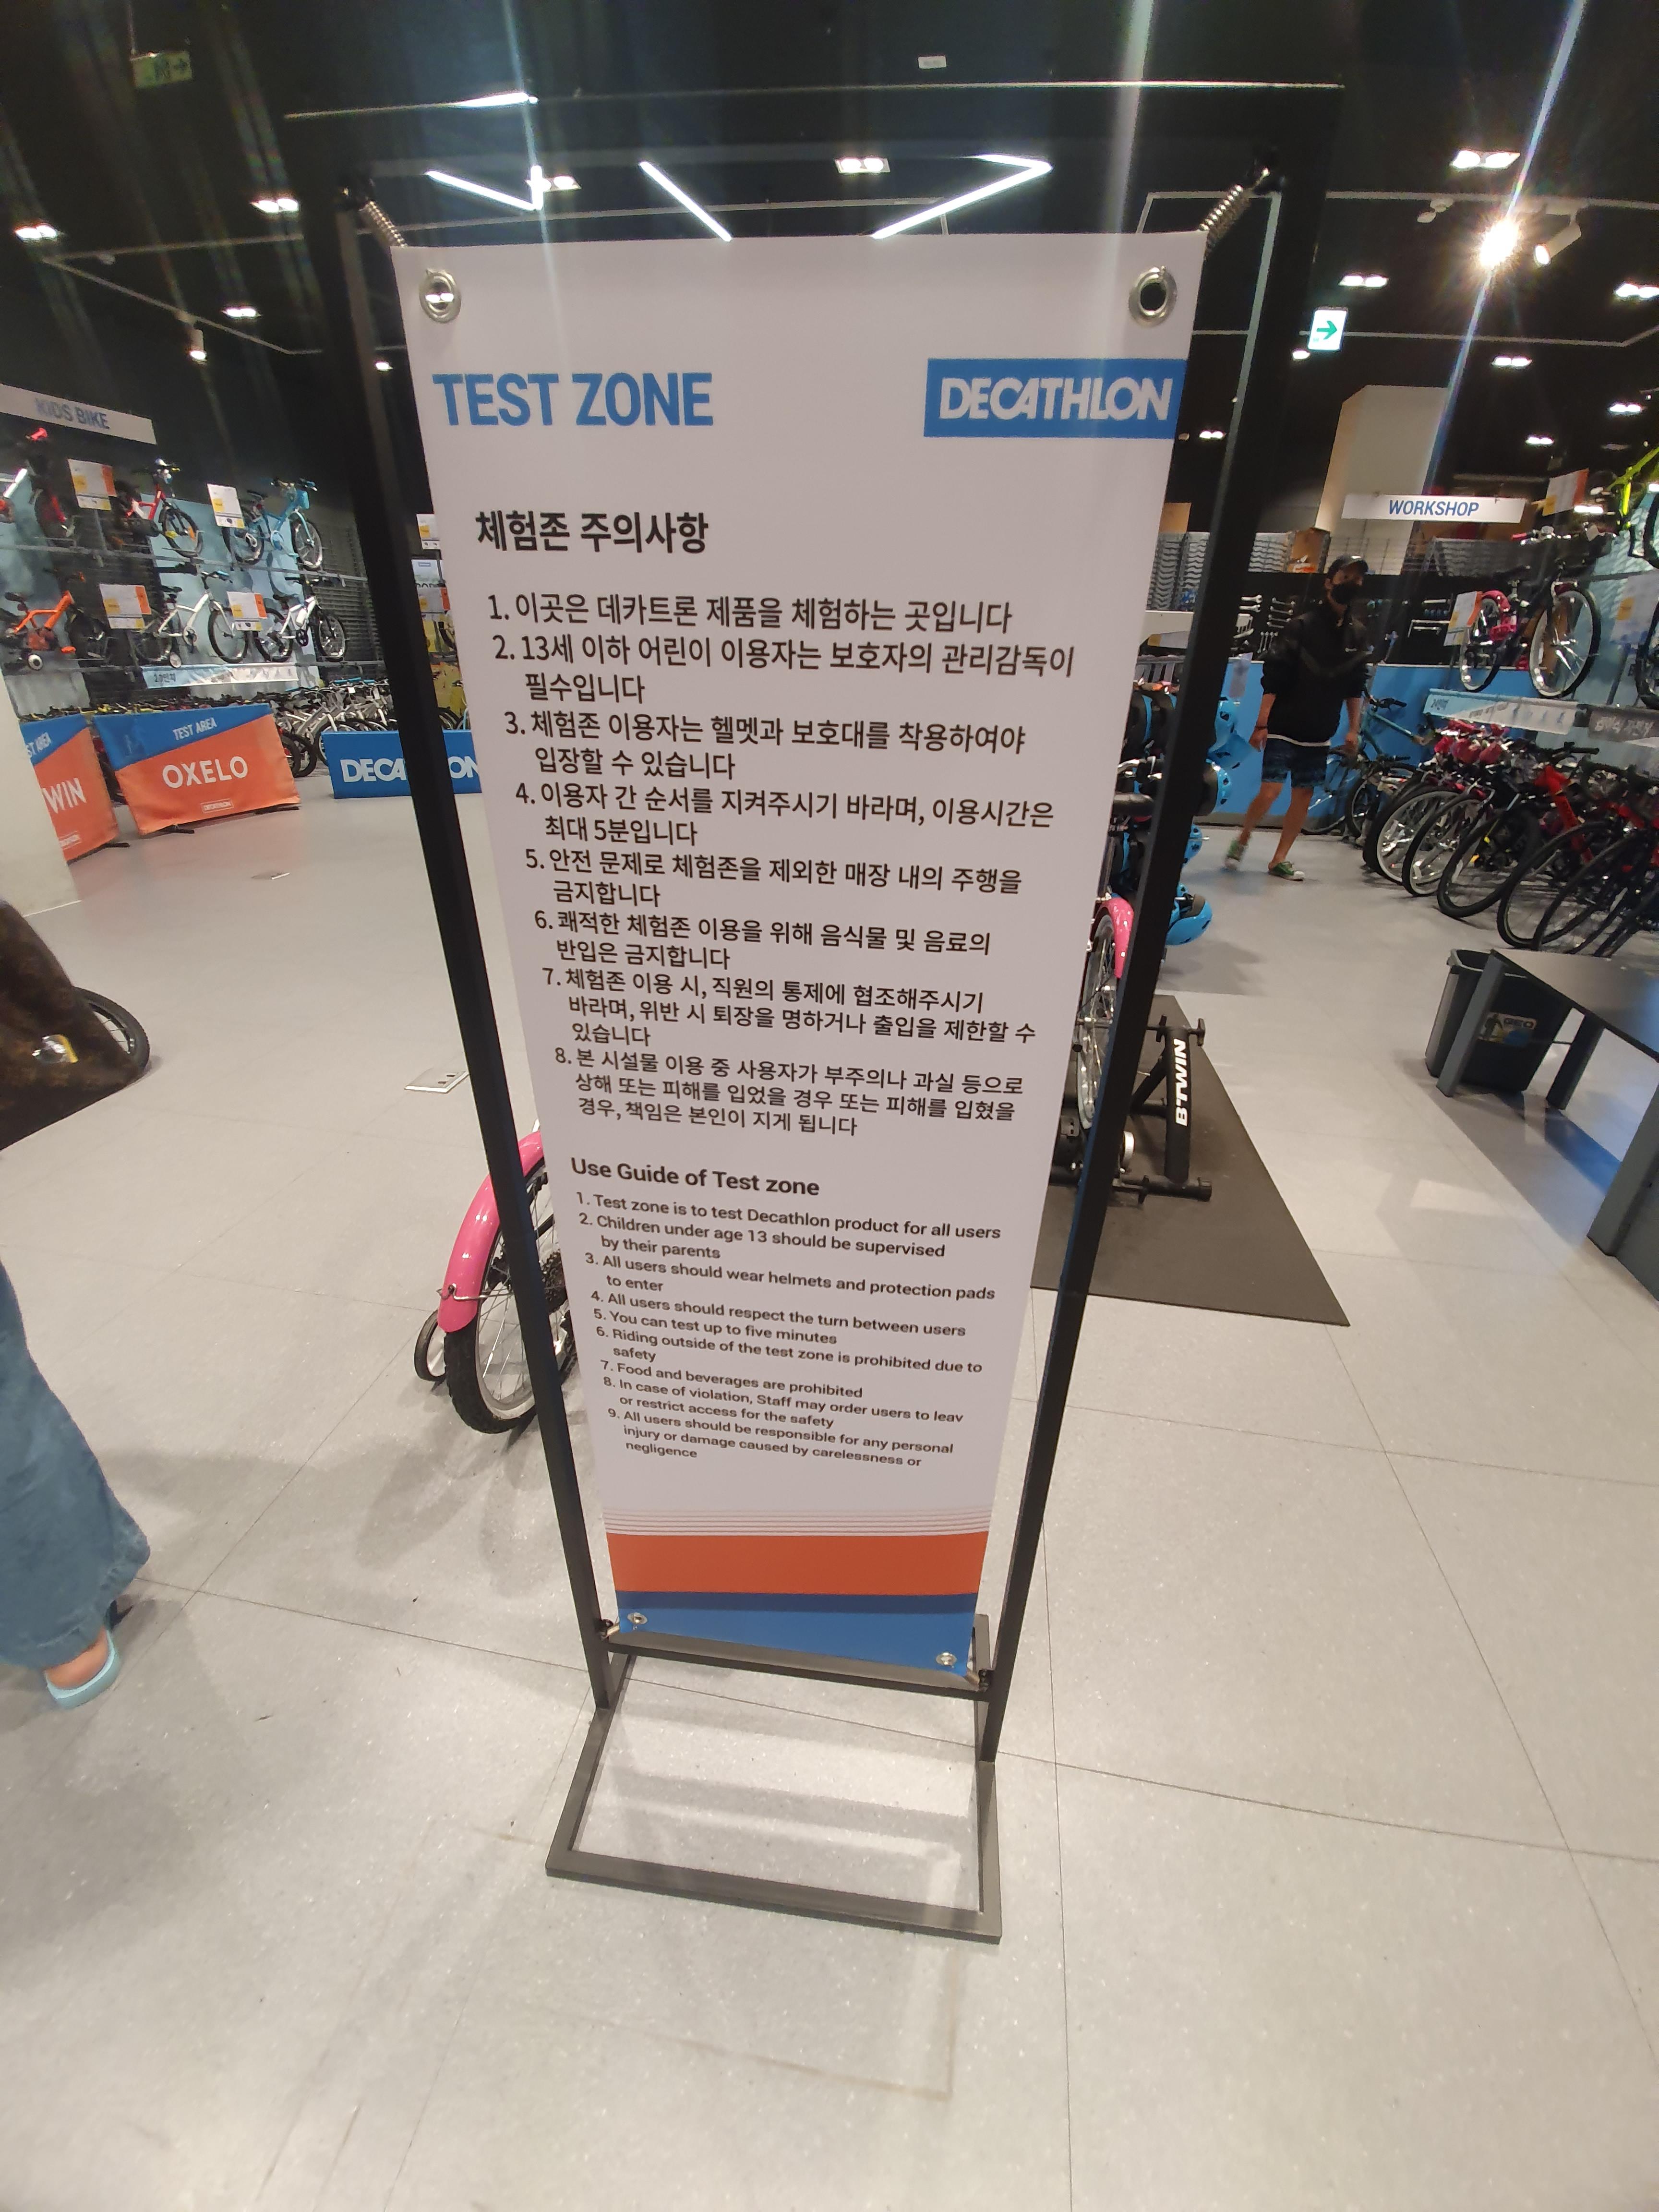 TEST ZONE
DECATHLON
체험존 주의사항
1. 이곳은 데카트론 제품을 체험하는 곳입니다
2. 13세 이하 어린이 이용자는 보호자의 관리감독이
필수입니다
3. 체험존 이용자는 헬멧과 보호대를 착용하여야
입장할 수 있습니다
4. 이용자 간 순서를 지켜주시기 바라며, 이용시간은
최대 5분입니다
5. 안전 문제로 체험존을 제외한 매장 내의 주행을
금지합니다
6. 쾌적한 체험존 이용을 위해 음식물 및 음료의
반입은 금지합니다
7. 체험존 이용 시, 직원의 통제에 협조해주시기
바라며, 위반 시 퇴장을 명하거나 출입을 제한할 수
있습니다
8. 본 시설물 이용 중 사용자가 부주의나 과실 등으로
상해 또는 피해를 입었을 경우 또는 피해를 입혔을
경우, 책임은 본인이 지게 됩니다
Use Guide of Test zone
1. Test zone is to test Decathlon product for all users
2. Children under age 13 should be supervised
by their parents
3. All users should wear helmets and protection pads
to enter
4. All users should respect the turn between users
5. You can test up to five minutes
6. Riding outside of the test zone is prohibited due to
safety
7. Food and beverages are prohibited
8. In case of violation, Staff may order users to leav
or restrict access for the safety
9. All users should be responsible for any personal
injury or damage caused by carelessness or
negligence
KIDS BIKE
WORKSHOP
TEST AREA
OXELO
DECATHLON
BTWIN